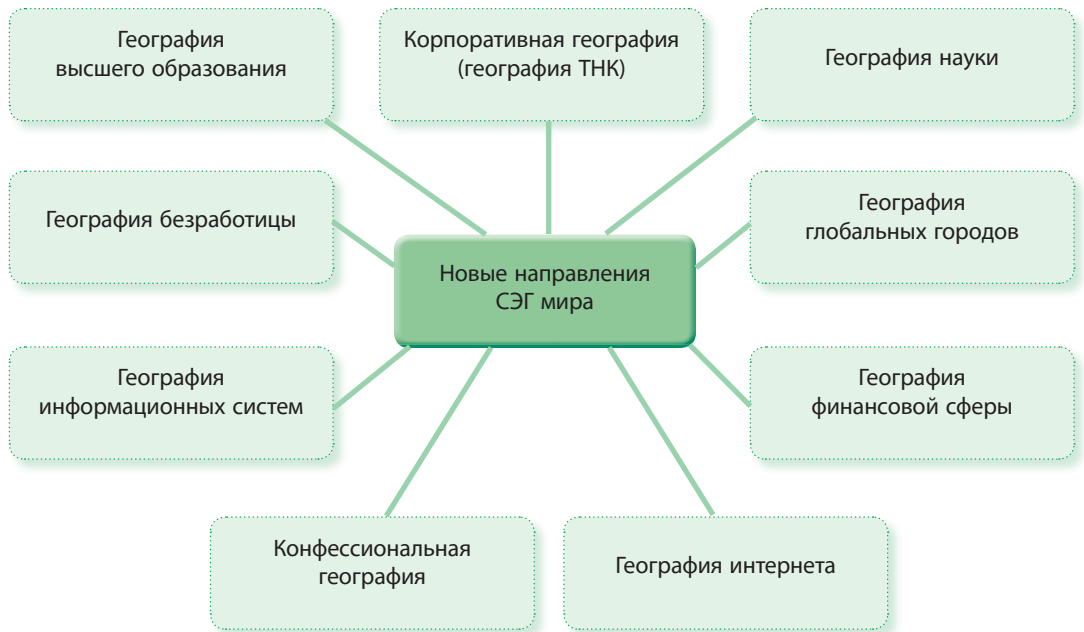 География
высшего образования
Корпоративная география
(география ТНК)
География науки
География безработицы
География
глобальных городов
Новые направления
СЭГ мира
География
информационных систем
География
финансовой сферы
Конфессиональная
география
География интернета